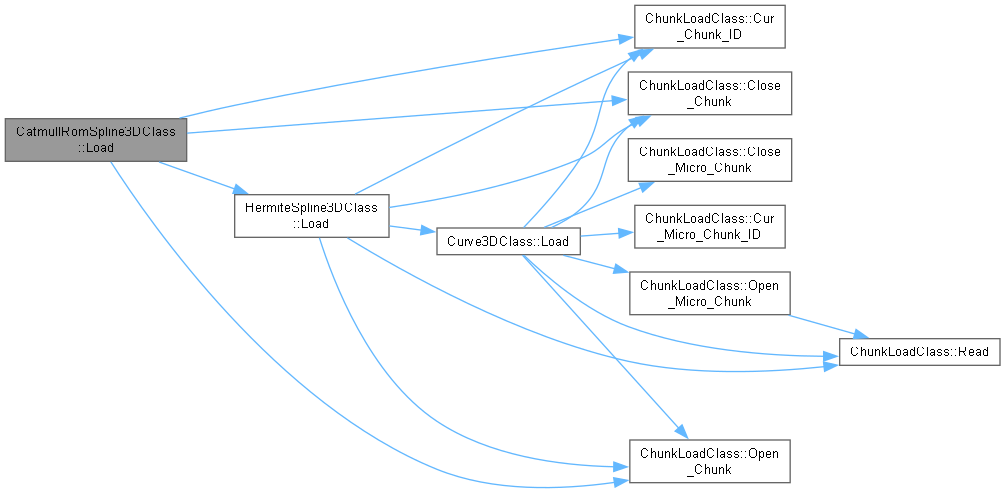 ChunkLoadClass::Cur
_Chunk_ID
ChunkLoadClass::Close
_Chunk
CatmullRomSpline3DClass
::Load
ChunkLoadClass::Close
_Micro_Chunk
HermiteSpline3DClass
::Load
ChunkLoadClass::Cur
_Micro_Chunk_ID
Curve3DClass::Load
ChunkLoadClass::Open
_Micro_Chunk
ChunkLoadClass::Read
ChunkLoadClass::Open
_Chunk